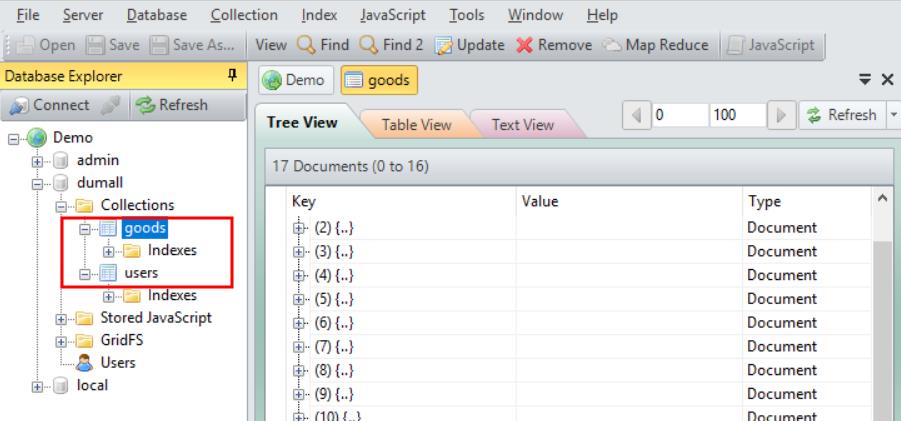 File Server Database Collection Index JavaScript Tools Window Help
Open Save Save As... View Find Find 2 Update Remove Map Reduce JavaScript
Database Explorer
Connect Refresh
Demo
admin
dumall
Collections
goods
Indexes
users
Indexes
Stored JavaScript
GridFS
Users
local
Demo goods
Tree View Table View Text View 0 100 Refresh
17 Documents (0 to 16)
Key Value Type
(2) {..} Document
(3) {..} Document
(4) {..} Document
(5) {..} Document
(6) {..} Document
(7) {..} Document
(8) {..} Document
(9) {..} Document
(10) {..} Document